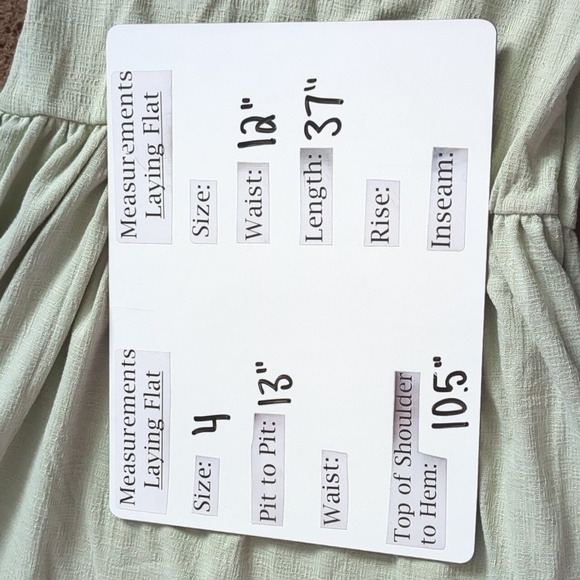 Measurements
Laying Flat
Size: 4
Pit to Pit: 13"
Waist:
Top of Shoulder
to Hem: 10.5"
Measurements
Laying Flat
Size:
Waist: 12"
Length: 37"
Rise:
Inseam: